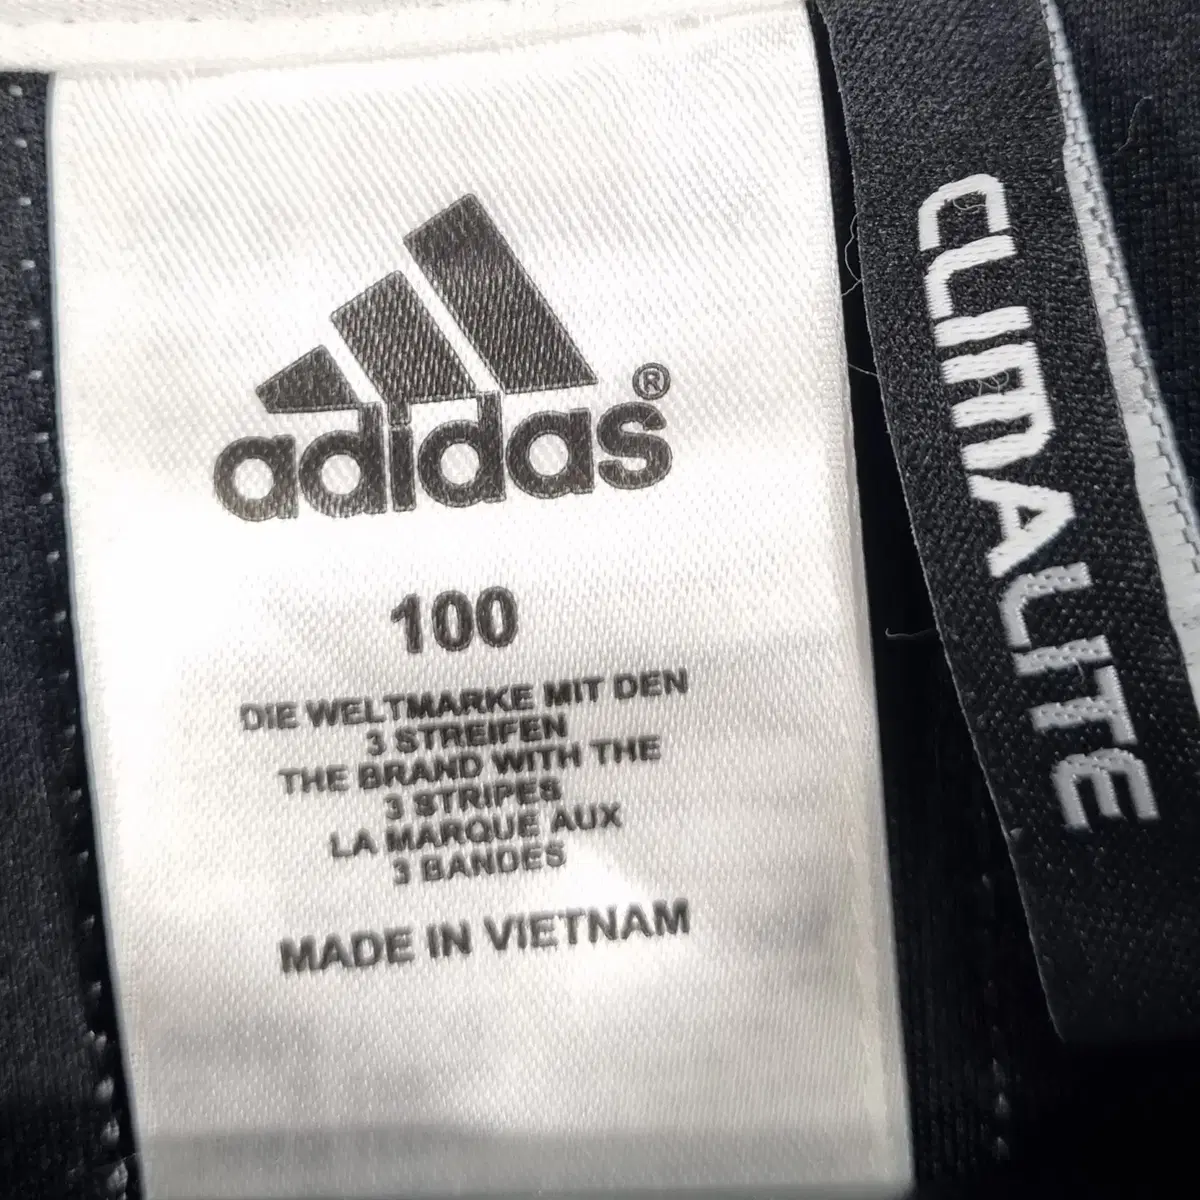 adidas®
100
DIE WELTMARKE MIT DEN
3 STREIFEN
THE BRAND WITH THE
3 STRIPES
LA MARQUE AUX
3 BANDES
MADE IN VIETNAM
CLIMALITE